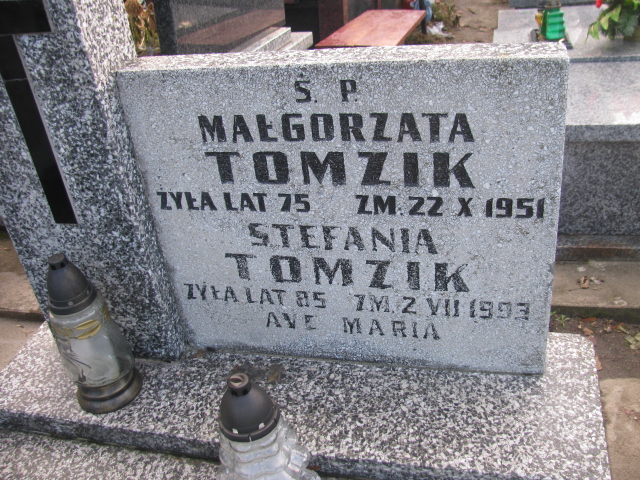 Ś. P.
MAŁGORZATA
TOMZIK
ŻYŁA LAT 75 ZM. 22 X 1951
STEFANIA
TOMZIK
ŻYŁA LAT 85 ZM. 2 VII 1993
AVE MARIA